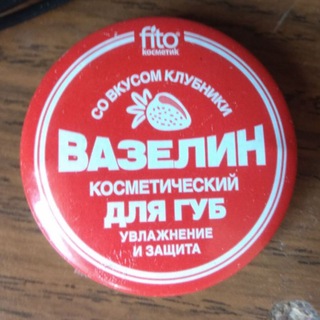 fito®
косметик
СО ВКУСОМ КЛУБНИКИ
ВАЗЕЛИН
КОСМЕТИЧЕСКИЙ
ДЛЯ ГУБ
УВЛАЖНЕНИЕ
И ЗАЩИТА